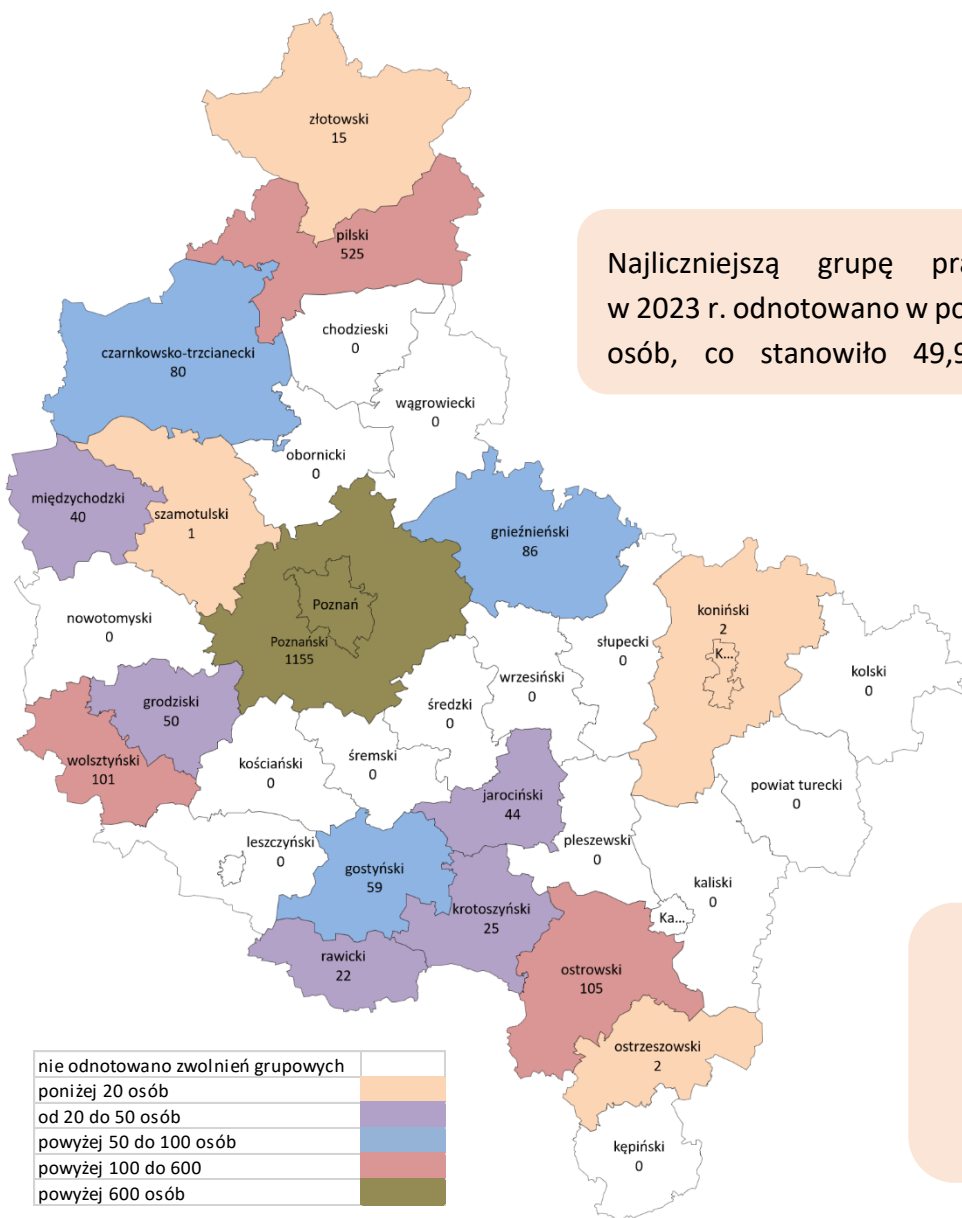 złotowski
15
pilski
525
Najliczniejszą grupę
w 2023 r. odnotowano w
osób, co stanowiło
chodzieski
0
czarnkowsko-trzcianecki
80
wągrowiecki
0
obornicki
0
międzychodzki
40
szamotulski
1
gnieźnieński
86
Poznań
Poznański
1155
nowotomyski
0
koniński
2
K...
słupecki
0
kolski
0
wrzesiński
0
średzki
0
grodziski
50
wolsztyński
101
kościański
0
śremski
0
powiat turecki
0
jarociński
44
leszczyński
0
pleszewski
0
gostyński
59
kaliski
0
krotoszyński
25
Ka...
rawicki
22
ostrowski
105
ostrzeszowski
2
kępiński
0
nie odnotowano zwolnień grupowych
poniżej 20 osób
od 20 do 50 osób
powyżej 50 do 100 osób
powyżej 100 do 600
powyżej 600 osób